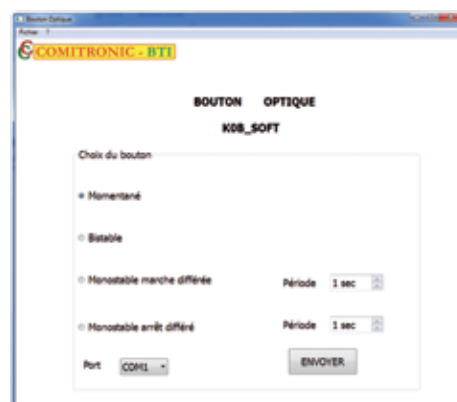 Bouton Optique
Fichier ?
COMITRONIC - BTI
BOUTON OPTIQUE
K0B_SOFT
Choix du bouton
Momentané
Bistable
Monostable marche différée Période 1 sec
Monostable arrêt différé Période 1 sec
Port COM1 ENVOYER